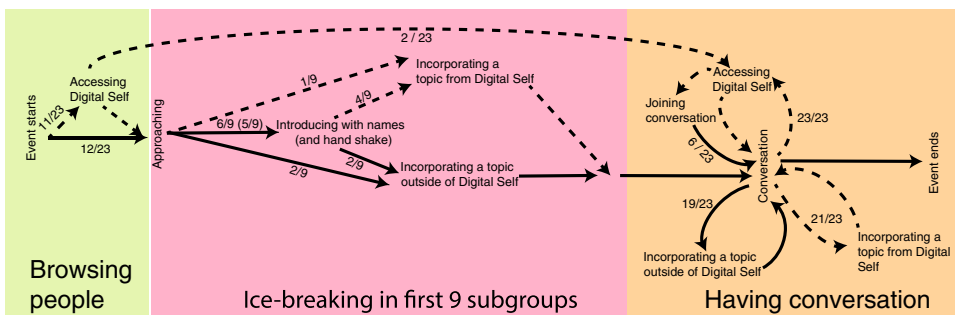 Event starts
11/23
Accessing
Digital Self
12/23
Browsing
people
2 / 23
Approaching
1/9
Incorporating a
topic from Digital Self
4/9
6/9 (5/9)
Introducing with names
(and hand shake)
2/9
2/9
Incorporating a topic
outside of Digital Self
Ice-breaking in first 9 subgroups
Accessing
Digital Self
Joining
conversation
6 / 23
23/23
Conversation
Event ends
19/23
21/23
Incorporating a topic
outside of Digital Self
Incorporating a
topic from Digital
Self
Having conversation